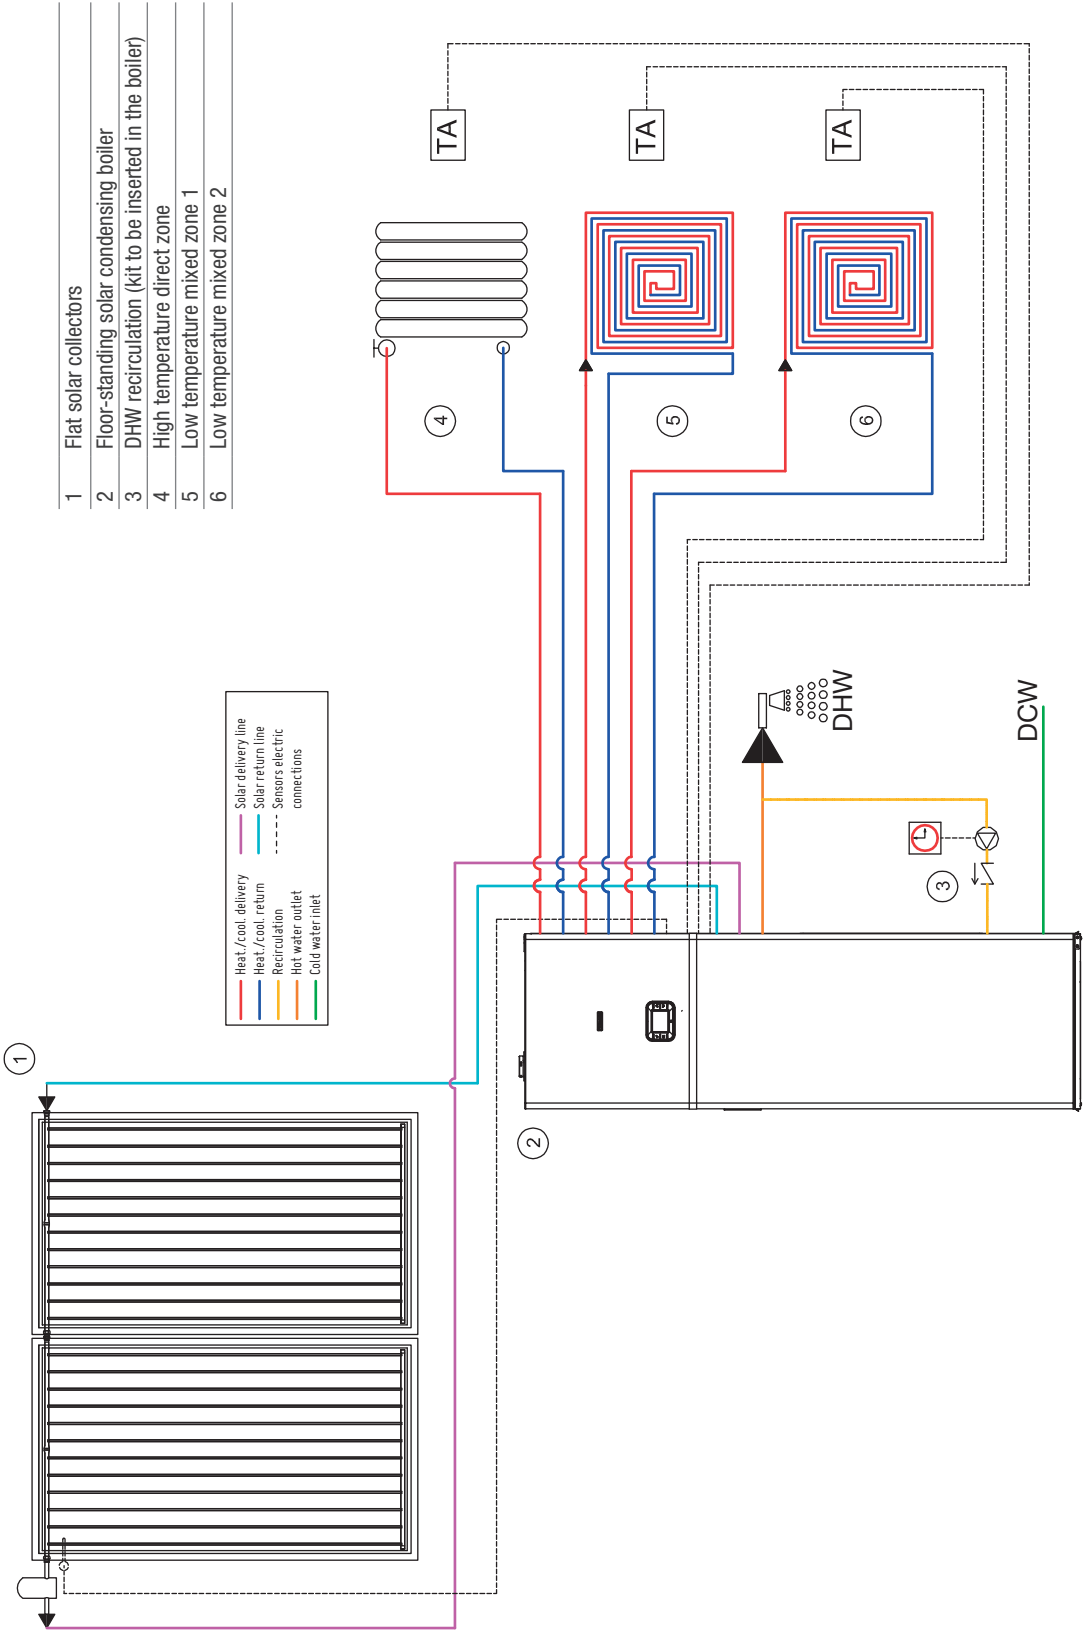 1 Flat solar collectors
2 Floor-standing solar condensing boiler
3 DHW recirculation (kit to be inserted in the boiler)
4 High temperature direct zone
5 Low temperature mixed zone 1
6 Low temperature mixed zone 2
1
Heat./cool. delivery
Heat./cool. return
Recirculation
Hot water outlet
Cold water inlet
Solar delivery line
Solar return line
Sensors electric
connections
TA
TA
TA
4
5
6
2
3
DHW
DCW